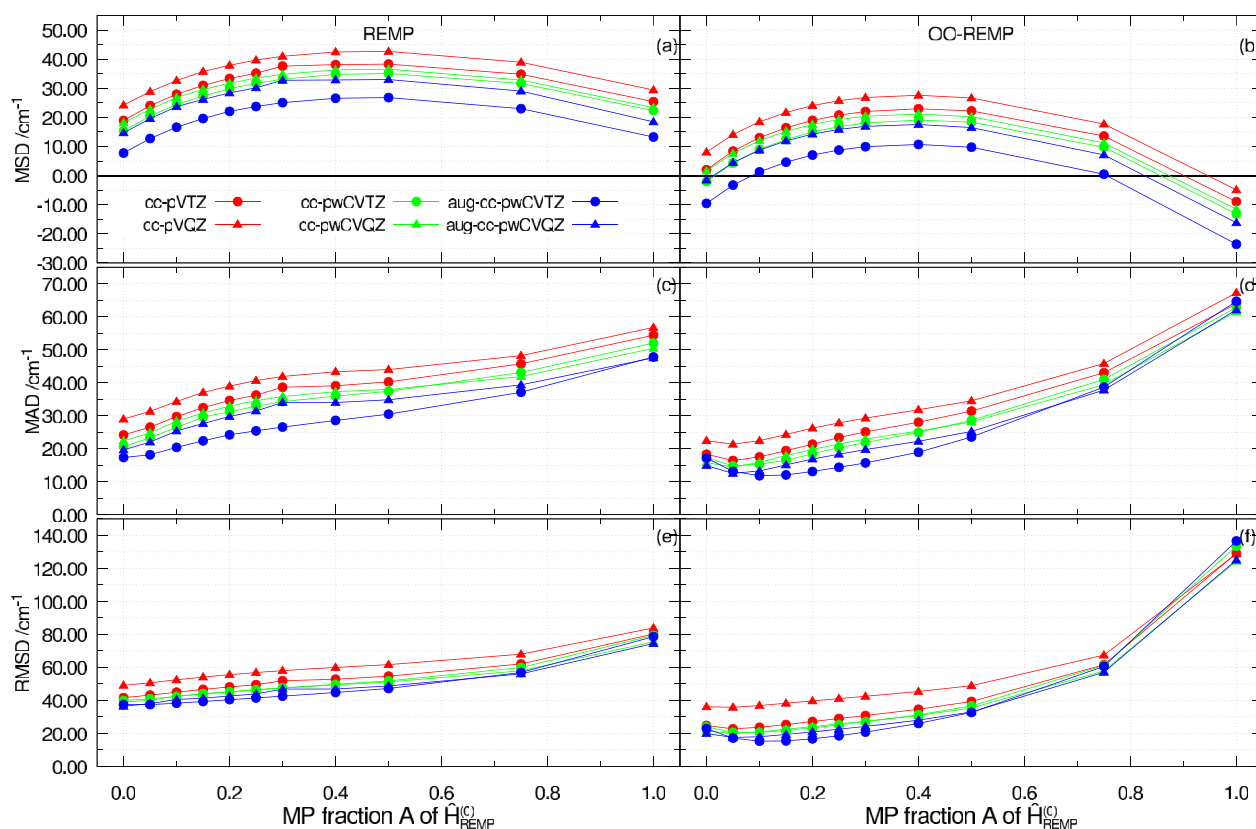 REMP
(a)
OO-REMP
(b)
MSD /cm-1
50.00
40.00
30.00
20.00
10.00
0.00
-10.00
-20.00
-30.00
cc-pVTZ
cc-pwCVTZ
aug-cc-pwCVTZ
cc-pVQZ
cc-pwCVQZ
aug-cc-pwCVQZ
(c)
(d)
MAD /cm-1
70.00
60.00
50.00
40.00
30.00
20.00
10.00
0.00
(e)
(f)
RMSD /cm-1
140.00
120.00
100.00
80.00
60.00
40.00
20.00
0.00
0.0 0.2 0.4 0.6 0.8 1.0
0.0 0.2 0.4 0.6 0.8 1.0
MP fraction A of Ĥ(0)REMP
MP fraction A of Ĥ(0)REMP